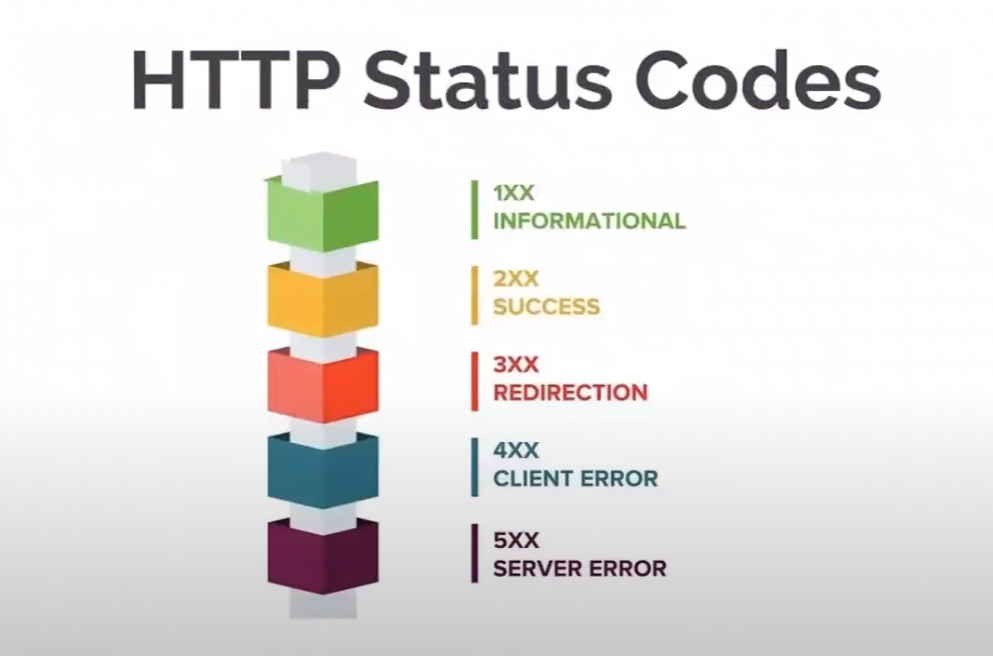 HTTP Status Codes
1XX
INFORMATIONAL
2XX
SUCCESS
3XX
REDIRECTION
4XX
CLIENT ERROR
5XX
SERVER ERROR